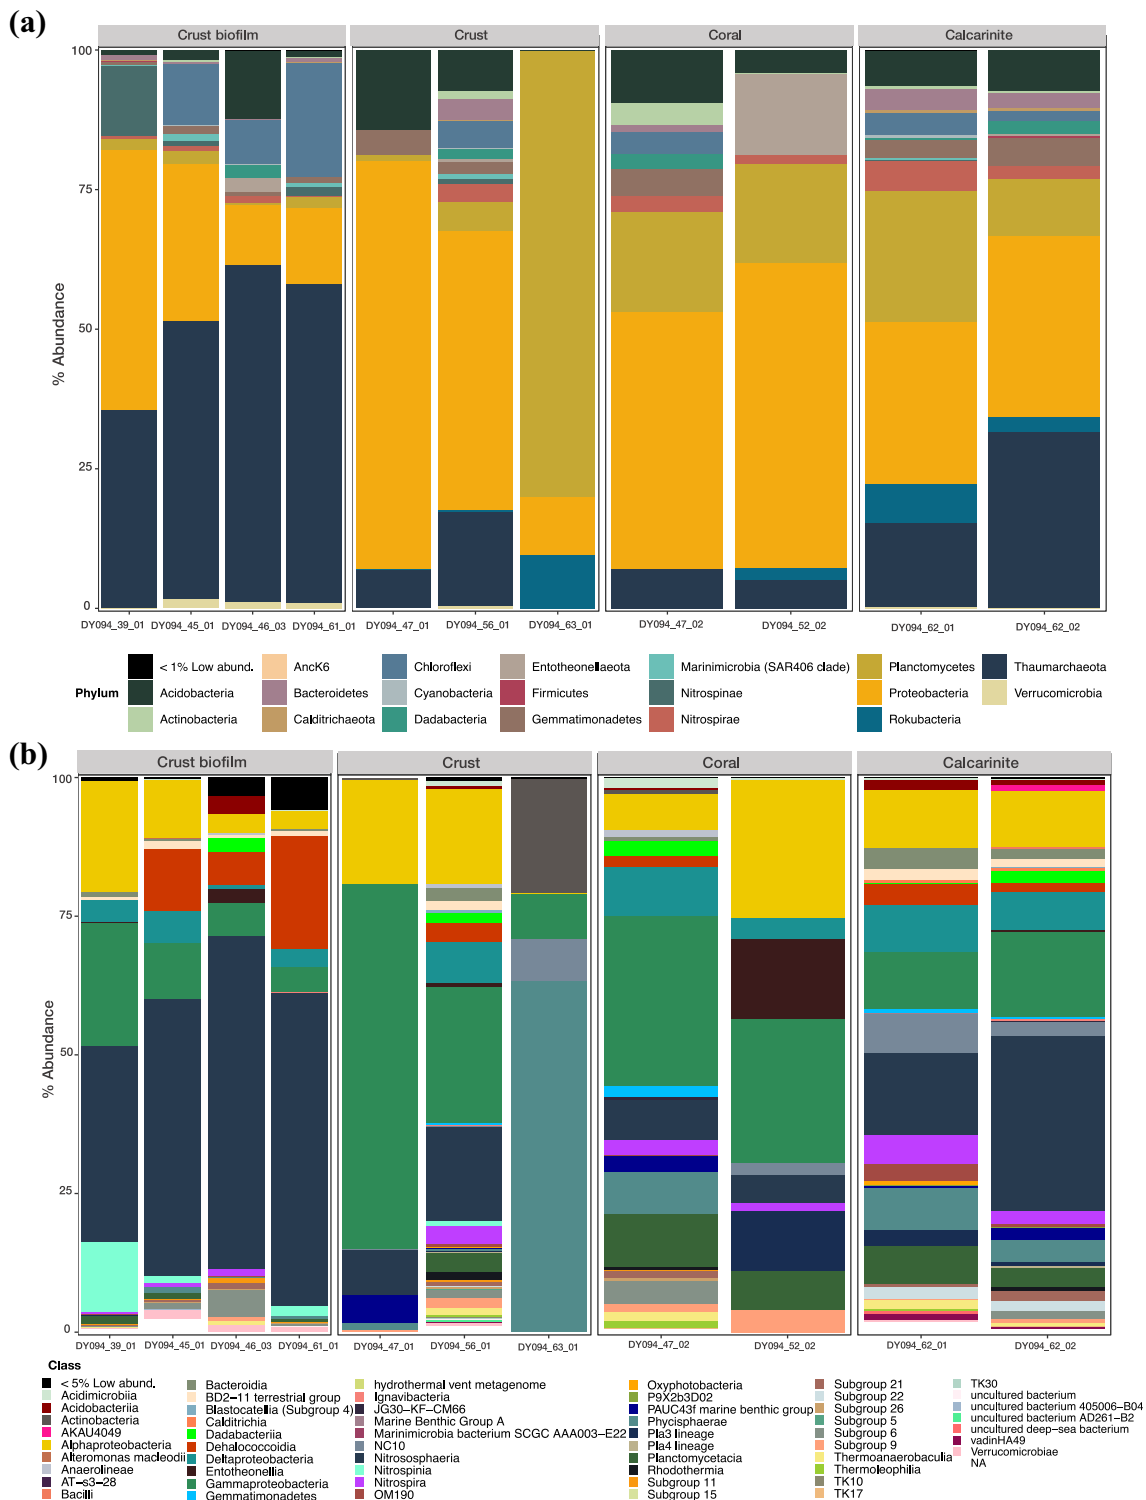 (a)
Crust biofilm Crust Coral Calcarinite
100
75
50
25
0
% Abundance
DY094_39_01 DY094_45_01 DY094_46_03 DY094_61_01 DY094_47_01 DY094_56_01 DY094_63_01 DY094_47_02 DY094_52_02 DY094_62_01 DY094_62_02
< 1% Low abund. AncK6 Chloroflexi Entotheonellaeota Marinimicrobia (SAR406 clade) Planctomycetes Thaumarchaeota
Phylum Acidobacteria Bacteroidetes Cyanobacteria Firmicutes Nitrospinae Proteobacteria Verrucomicrobia
Actinobacteria Calditrichaeota Dadabacteria Gemmatimonadetes Nitrospirae Rokubacteria
(b)
Crust biofilm Crust Coral Calcarinite
100
75
50
25
0
% Abundance
DY094_39_01 DY094_45_01 DY094_46_03 DY094_61_01 DY094_47_01 DY094_56_01 DY094_63_01 DY094_47_02 DY094_52_02 DY094_62_01 DY094_62_02
Class
< 5% Low abund.
Acidimicrobiia
Acidobacteriia
Actinobacteria
AKAU4049
Alphaproteobacteria
Alteromonas macleodii
Anaerolineae
AT-s3-28
Bacilli
Bacteroidia
BD2-11 terrestrial group
Blastocatellia (Subgroup 4)
Calditrichia
Dadabacteriia
Dehalococcoidia
Deltaproteobacteria
Entotheonellia
Gammaproteobacteria
Gemmatimonadetes
hydrothermal vent metagenome
Ignavibacteria
JG30-KF-CM66
Marine Benthic Group A
Marinimicrobia bacterium SCGC AAA003-E22
NC10
Nitrososphaeria
Nitrospinia
Nitrospira
OM190
Oxyphotobacteria
P9X2b3D02
PAUC43f marine benthic group
Phycisphaerae
Pla3 lineage
Pla4 lineage
Planctomycetacia
Rhodothermia
Subgroup 11
Subgroup 15
Subgroup 21
Subgroup 22
Subgroup 26
Subgroup 5
Subgroup 6
Subgroup 9
Thermoanaerobaculia
Thermoleophilia
TK10
TK17
TK30
uncultured bacterium
uncultured bacterium 405006-B04
uncultured bacterium AD261-B2
uncultured deep-sea bacterium
vadinHA49
Verrucomicrobiae
NA